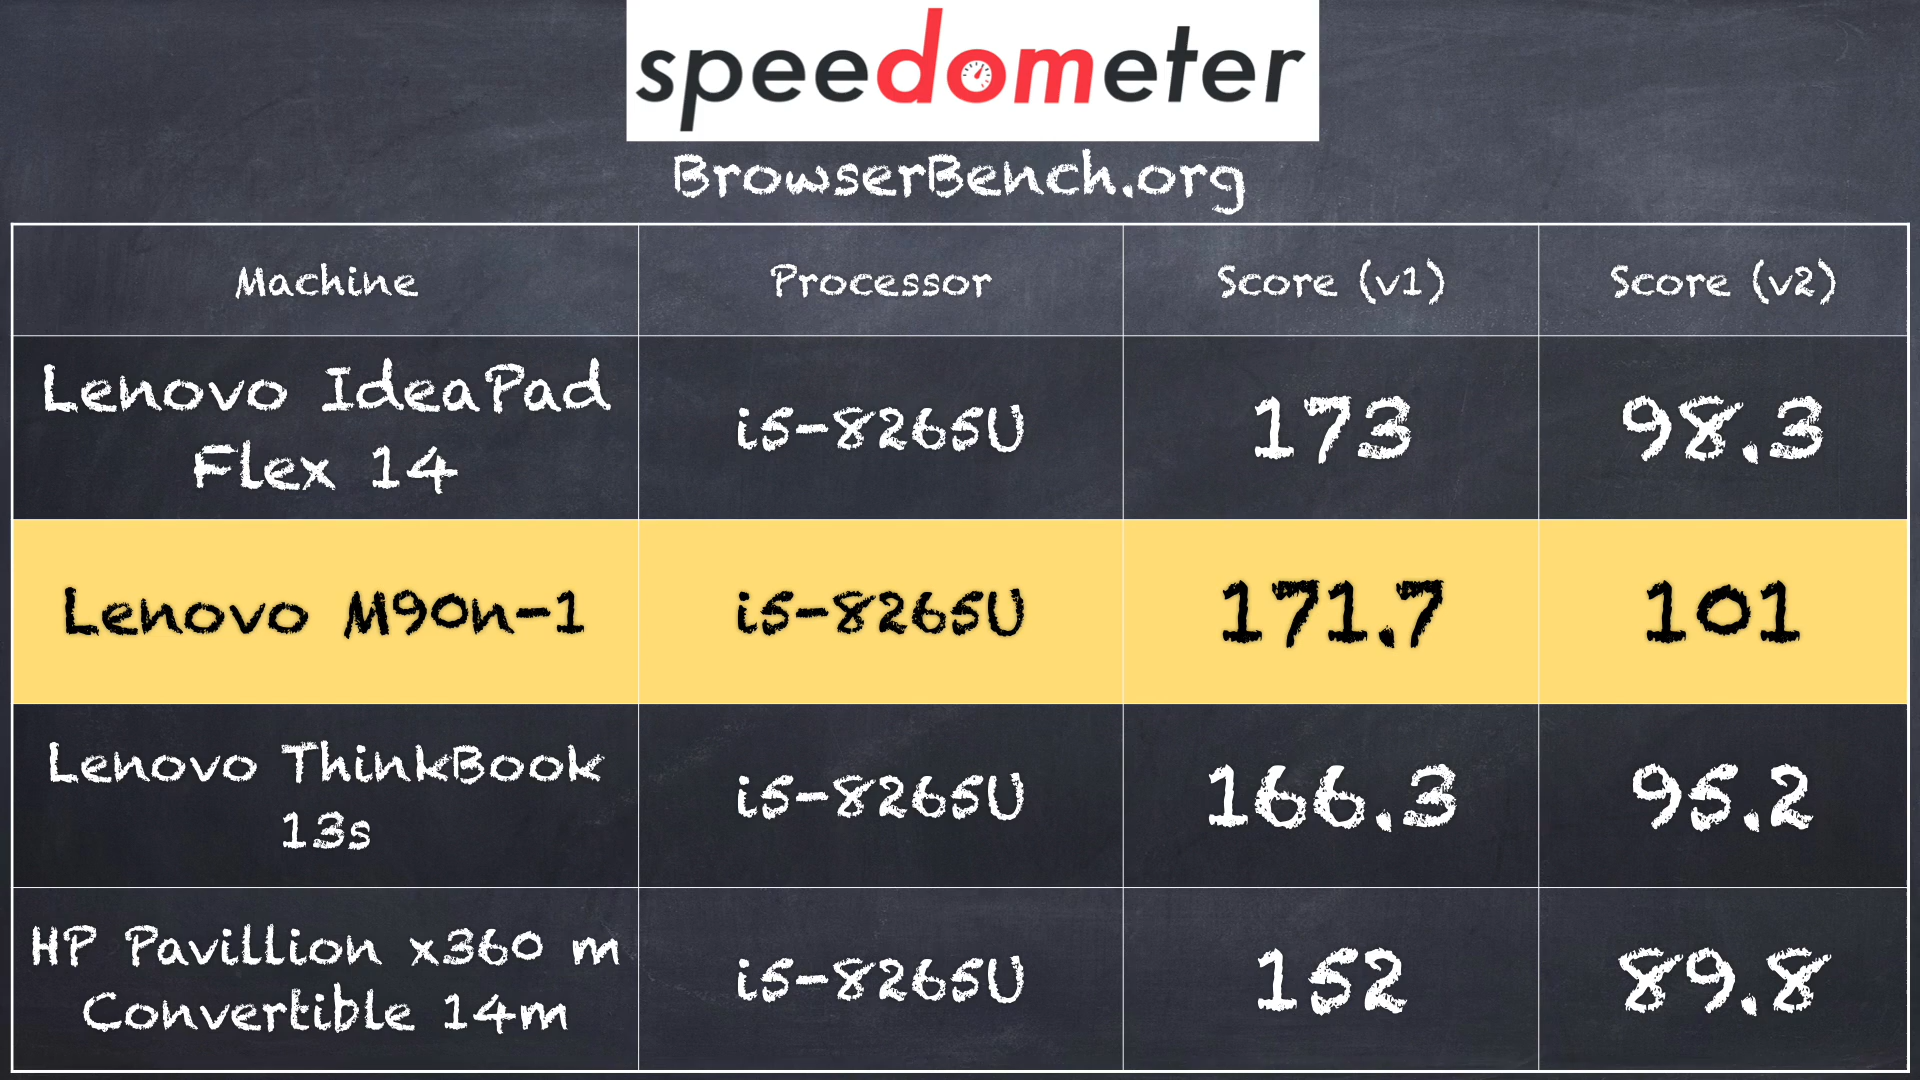 speedometer
BrowserBench.org
Machine Processor Score (v1) Score (v2)
Lenovo IdeaPad
Flex 14
i5-8265U 173 98.3
Lenovo M90n-1 i5-8265U 171.7 101
Lenovo ThinkBook
13s
i5-8265U 166.3 95.2
HP Pavillion x360 m
Convertible 14m
i5-8265U 152 89.8